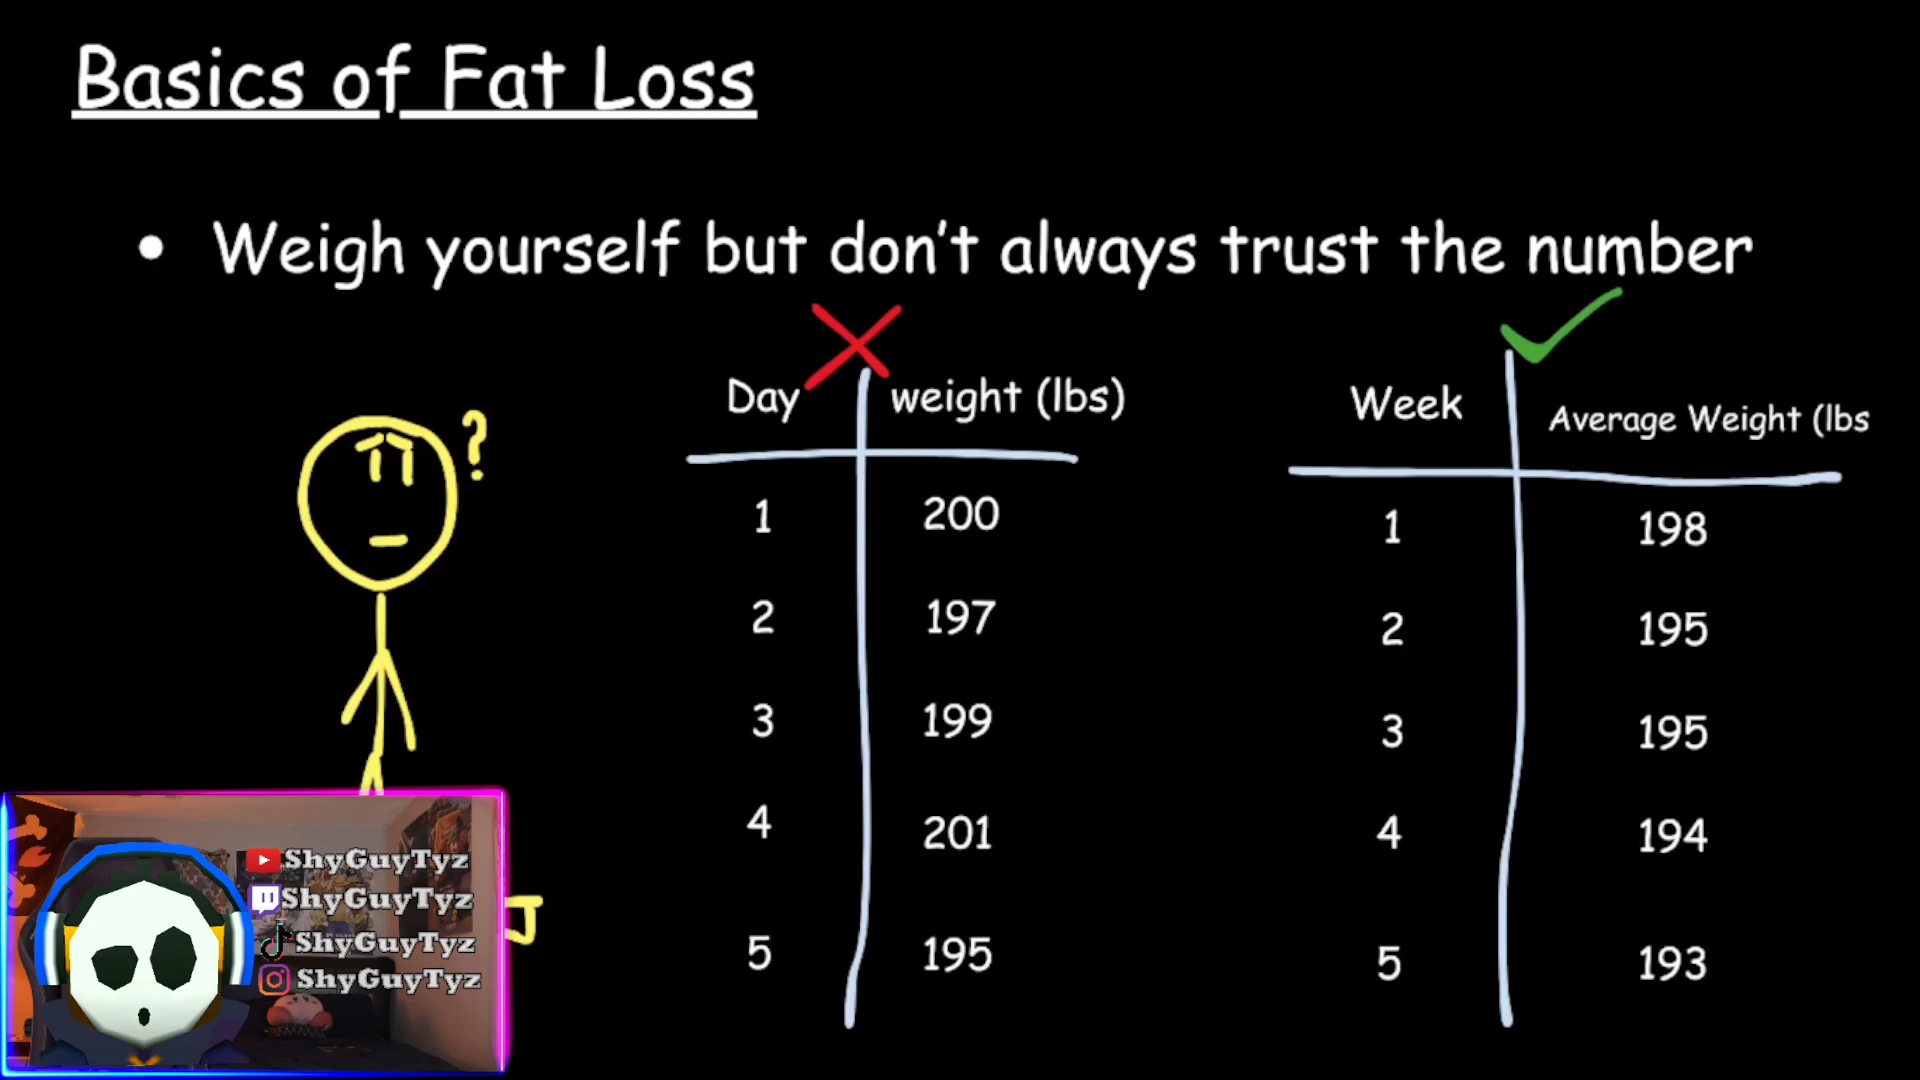 Basics of Fat Loss
• Weigh yourself but don't always trust the number
?
Day weight (lbs)
1 200
2 197
3 199
4 201
5 195
Week Average Weight (lbs
1 198
2 195
3 195
4 194
5 193
ShyGuyTyz
ShyGuyTyz
ShyGuyTyz
ShyGuyTyz